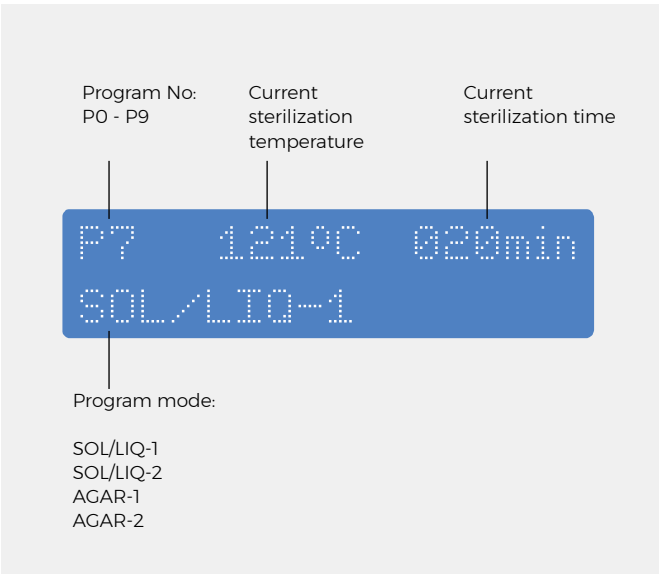 Program No:
P0 - P9
Current
sterilization
temperature
Current
sterilization time
P7 121ºC 020min
SOL/LIQ-1
Program mode:
SOL/LIQ-1
SOL/LIQ-2
AGAR-1
AGAR-2